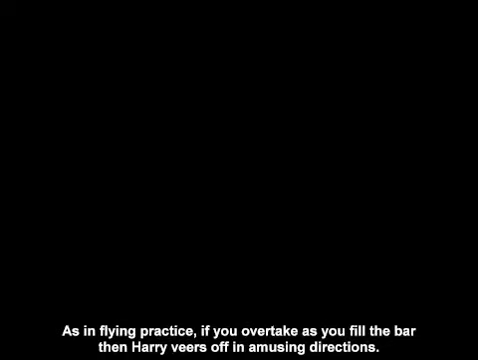 As in flying practice, if you overtake as you fill the bar
then Harry veers off in amusing directions.